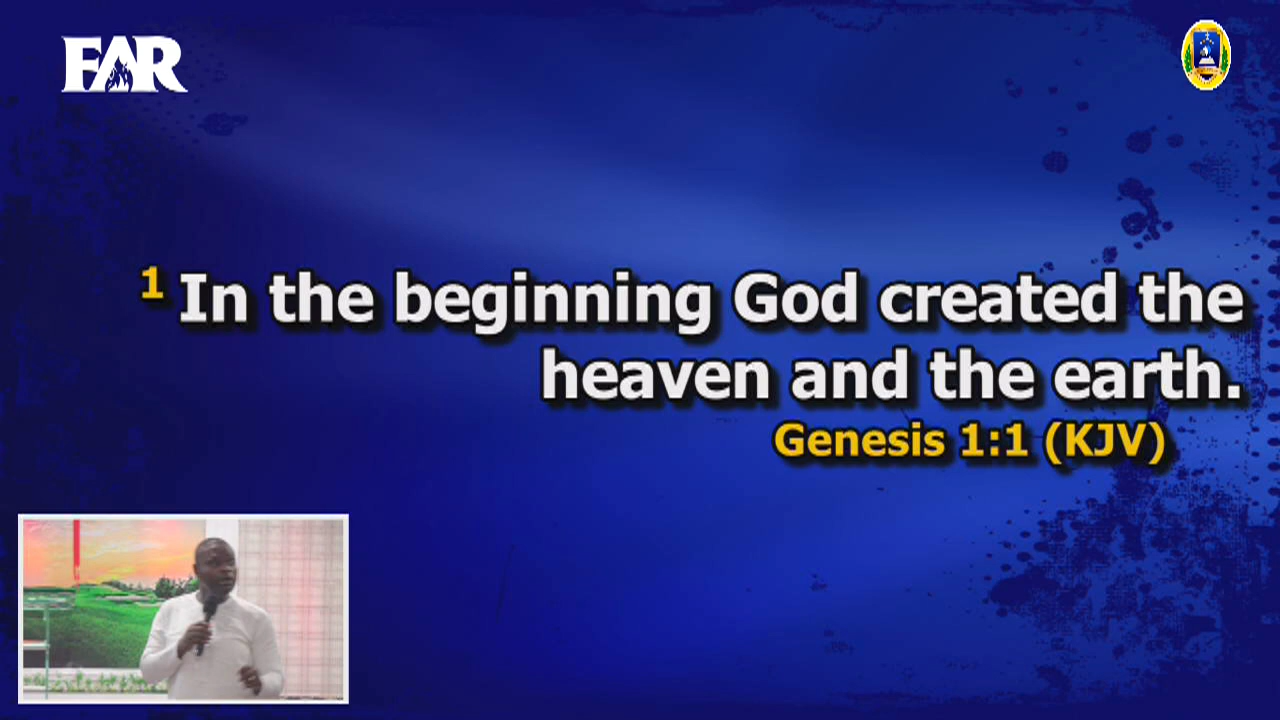 FAR
1 In the beginning God created the
heaven and the earth.
Genesis 1:1 (KJV)